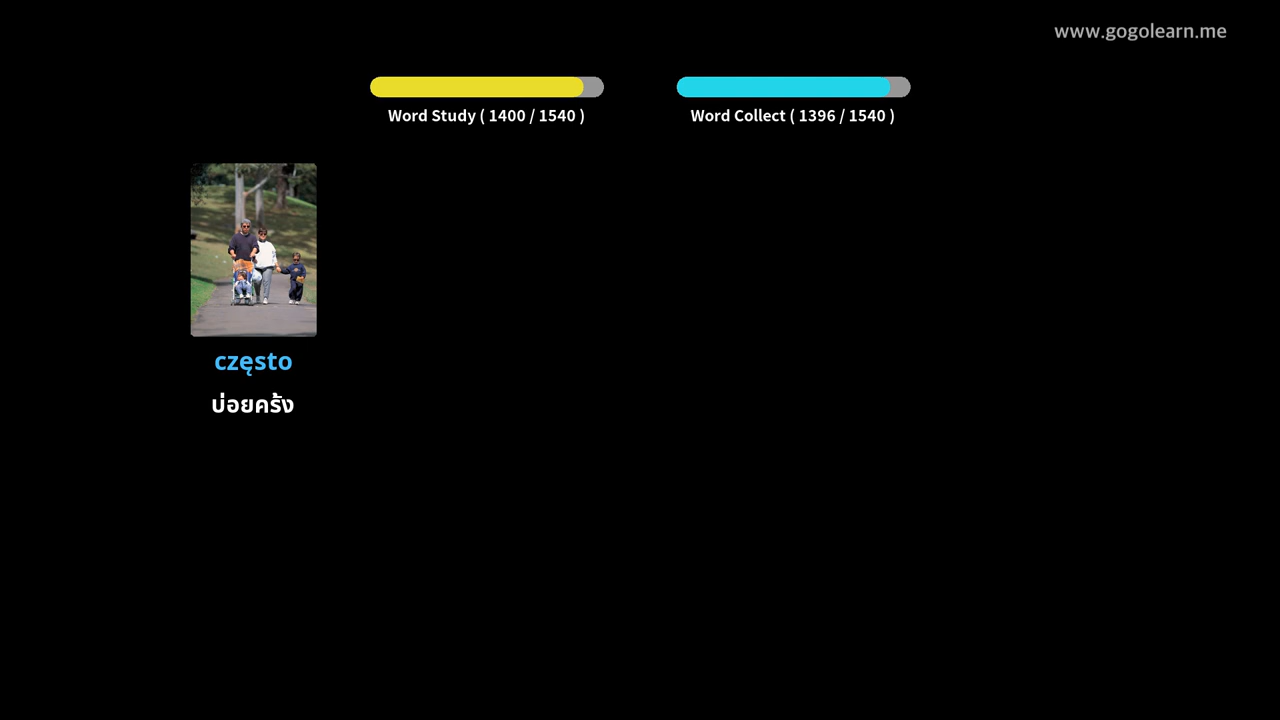 www.gogolearn.me
Word Study ( 1400 / 1540 )
Word Collect ( 1396 / 1540 )
często
บ่อยครั้ง